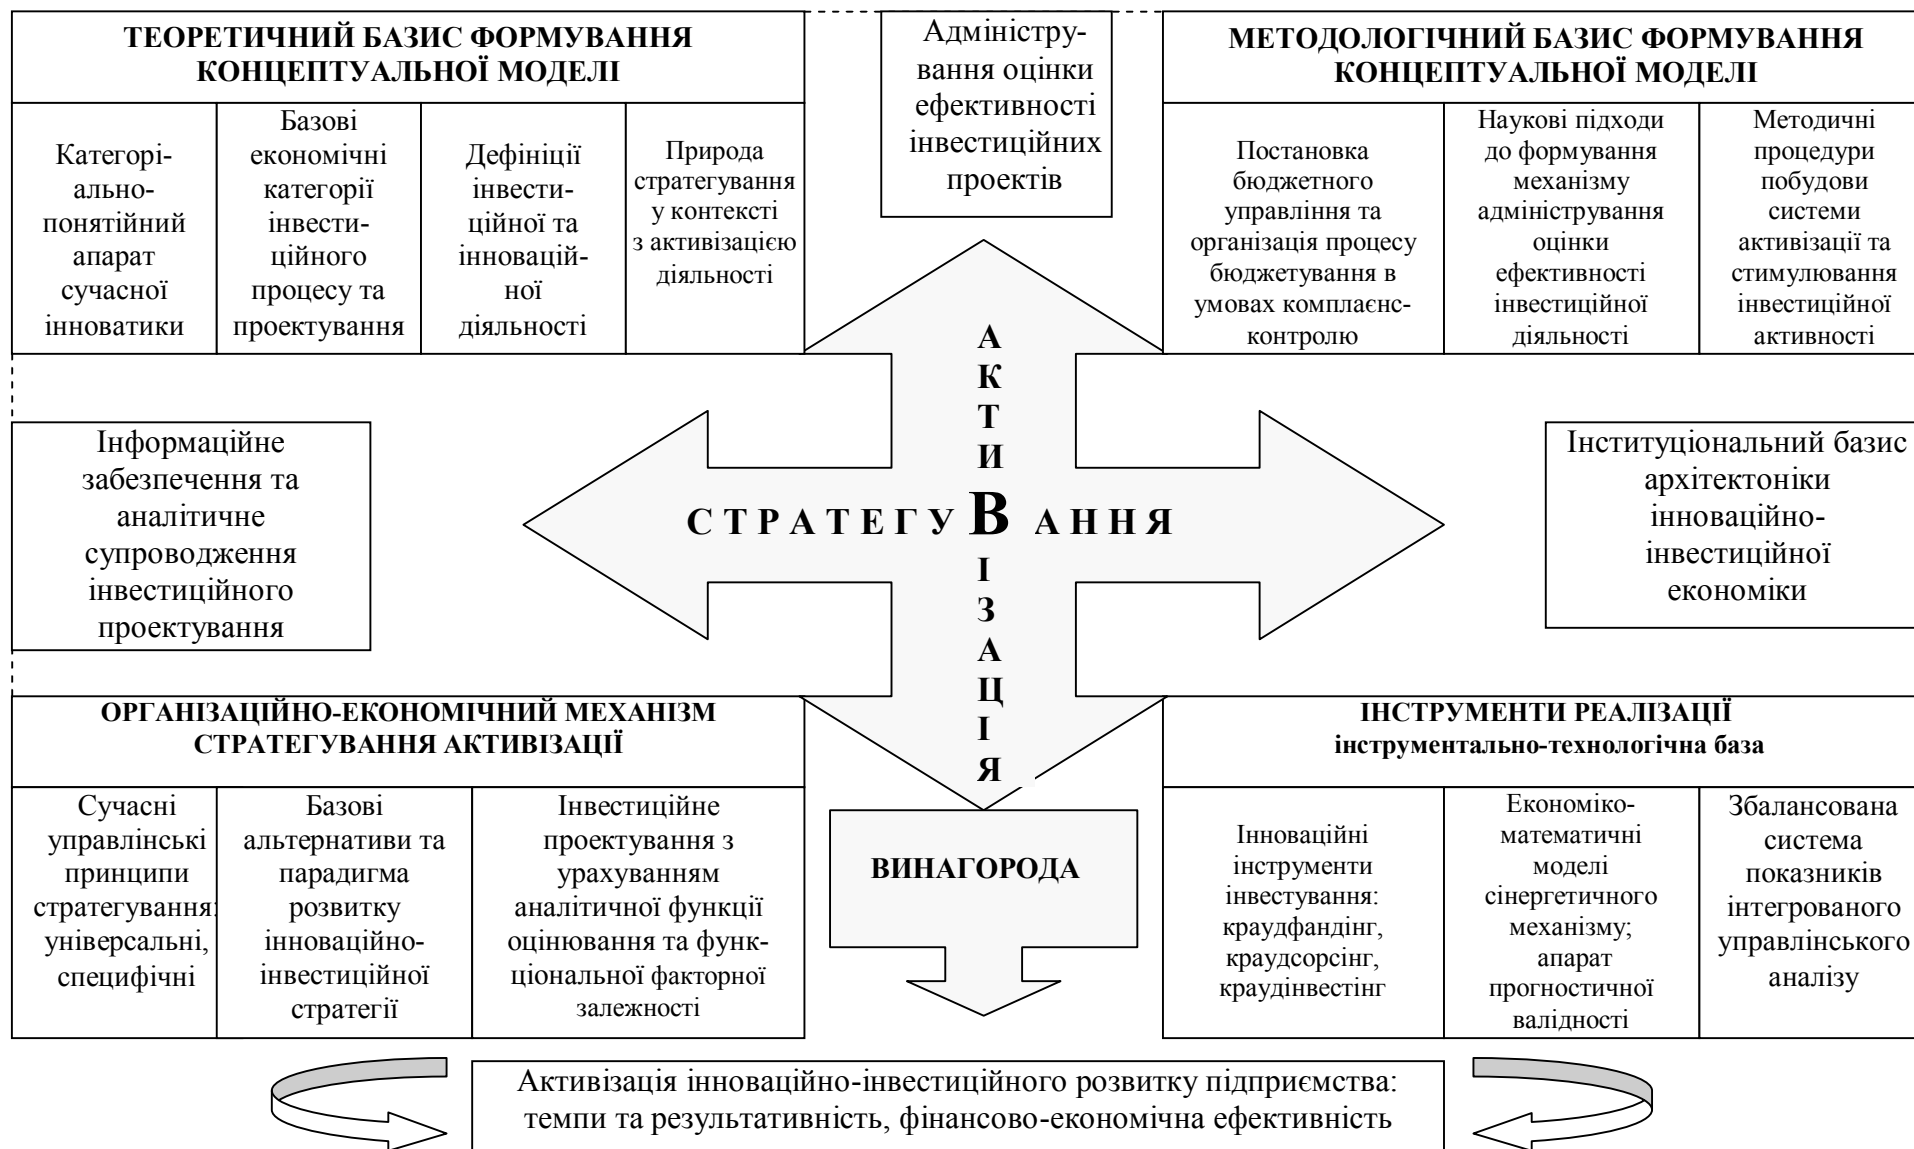 ТЕОРЕТИЧНИЙ БАЗИС ФОРМУВАННЯ
КОНЦЕПТУАЛЬНОЇ МОДЕЛІ
Категорі-
ально-
понятійний
апарат
сучасної
інноватики
Базові
економічні
категорії
інвести-
ційного
процесу та
проектування
Дефініції
інвести-
ційної та
інновацій-
ної
діяльності
Природа
стратегування
у контексті
з активізацією
діяльності
Адміністру-
вання оцінки
ефективності
інвестиційних
проектів
МЕТОДОЛОГІЧНИЙ БАЗИС ФОРМУВАННЯ
КОНЦЕПТУАЛЬНОЇ МОДЕЛІ
Постановка
бюджетного
управління та
організація процесу
бюджетування в
умовах комплаєнс-
контролю
Наукові підходи
до формування
механізму
адміністрування
оцінки
ефективності
інвестиційної
діяльності
Методичні
процедури
побудови
системи
активізації та
стимулювання
інвестиційної
активності
Інформаційне
забезпечення та
аналітичне
супроводження
інвестиційного
проектування
А
К
Т
И
С Т Р А Т Е Г У В А Н Н Я
І
З
А
Ц
І
Я
Інституціональний базис
архітектоніки
інноваційно-
інвестиційної
економіки
ОРГАНІЗАЦІЙНО-ЕКОНОМІЧНИЙ МЕХАНІЗМ
СТРАТЕГУВАННЯ АКТИВІЗАЦІЇ
Сучасні
управлінські
принципи
стратегування:
універсальні,
специфічні
Базові
альтернативи та
парадигма
розвитку
інноваційно-
інвестиційної
стратегії
Інвестиційне
проектування з
урахуванням
аналітичної функції
оцінювання та функ-
ціональної факторної
залежності
ВИНАГОРОДА
ІНСТРУМЕНТИ РЕАЛІЗАЦІЇ
інструментально-технологічна база
Інноваційні
інструменти
інвестування:
краудфандінг,
краудсорсінг,
краудінвестінг
Економіко-
математичні
моделі
сінергетичного
механізму;
апарат
прогностичної
валідності
Збалансована
система
показників
інтегрованого
управлінського
аналізу
Активізація інноваційно-інвестиційного розвитку підприємства:
темпи та результативність, фінансово-економічна ефективність